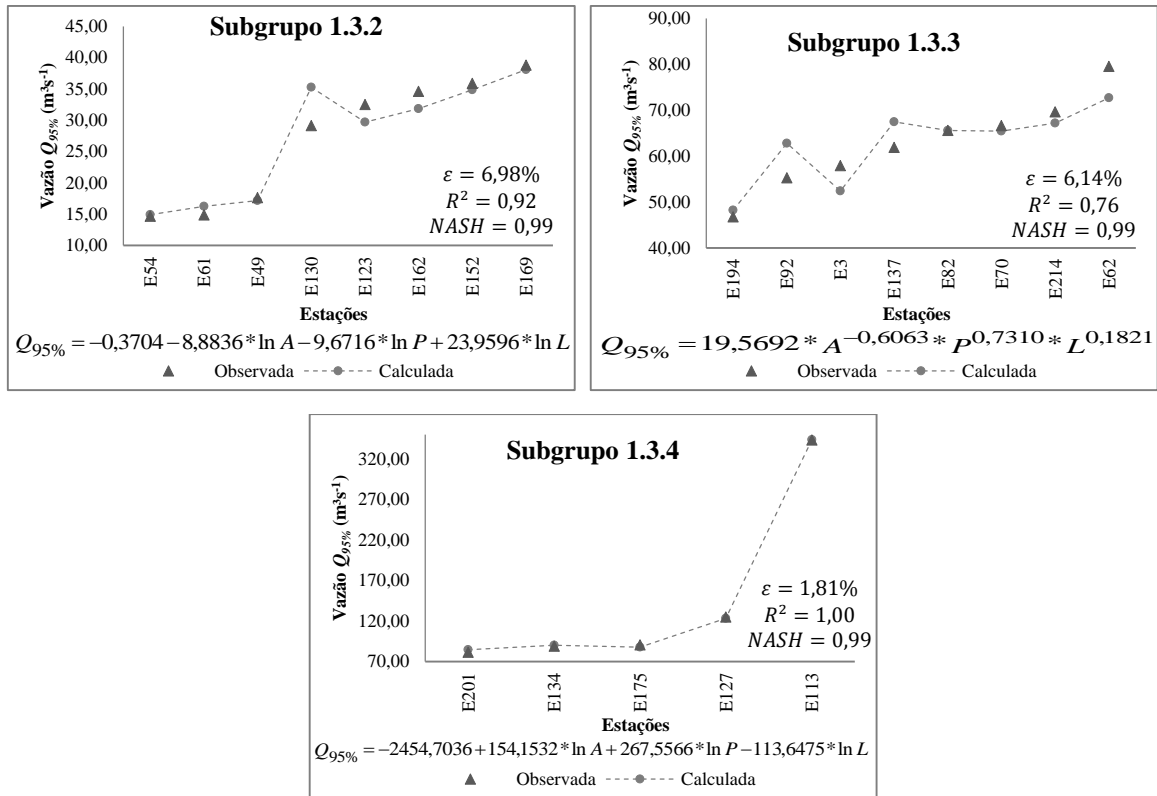 Subgrupo 1.3.2
Vazão Q95% (m³s-¹)
45,00
40,00
35,00
30,00
25,00
20,00
15,00
10,00
ε = 6,98%
R² = 0,92
NASH = 0,99
E54 E61 E49 E130 E123 E162 E152 E169
Estações
Q95% = −0,3704−8,8836*ln A−9,6716*ln P+23,9596*ln L
Observada Calculada
Subgrupo 1.3.3
Vazão Q95% (m³s-¹)
90,00
80,00
70,00
60,00
50,00
40,00
ε = 6,14%
R² = 0,76
NASH = 0,99
E194 E92 E3 E137 E82 E70 E214 E62
Estações
Q95% = 19,5692* A^−0,6063 * P^0,7310 * L^0,1821
Observada Calculada
Subgrupo 1.3.4
Vazão Q95% (m³s-¹)
320,00
270,00
220,00
170,00
120,00
70,00
ε = 1,81%
R² = 1,00
NASH = 0,99
E201 E134 E175 E127 E113
Estações
Q95% = −2454,7036+154,1532*ln A+267,5566*ln P−113,6475*ln L
Observada Calculada